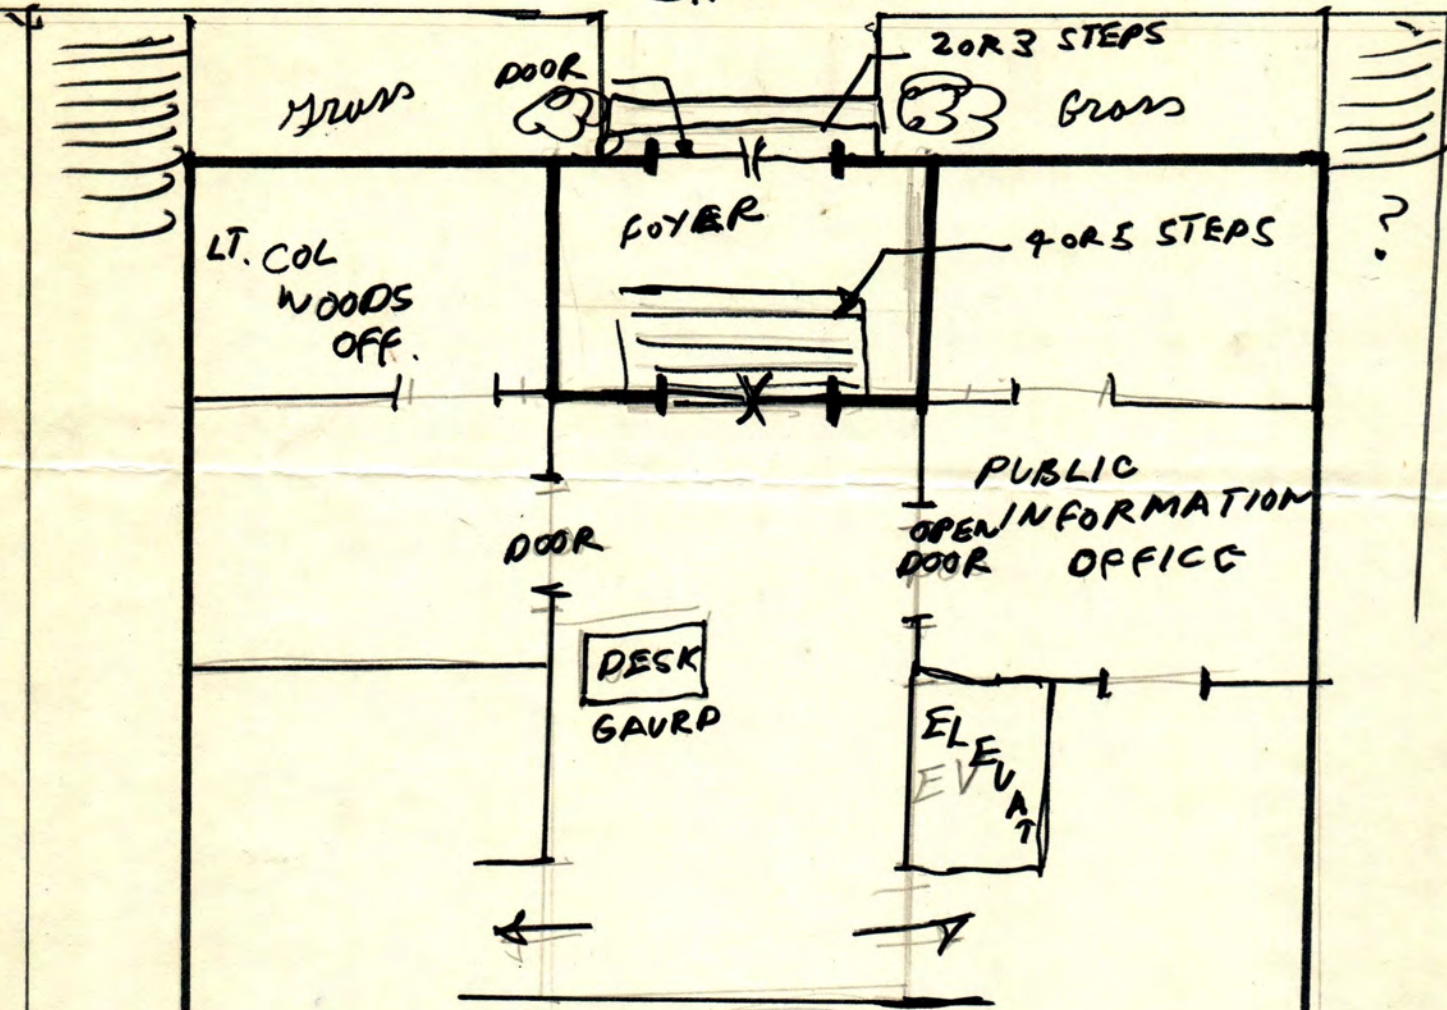 2 OR 3 STEPS
DOOR
Grass
Grass
FOYER
4 OR 5 STEPS
?
LT. COL
WOODS
OFF.
PUBLIC
INFORMATION
OFFICE
OPEN
DOOR
DOOR
DESK
GAURD
ELEVAT
EV